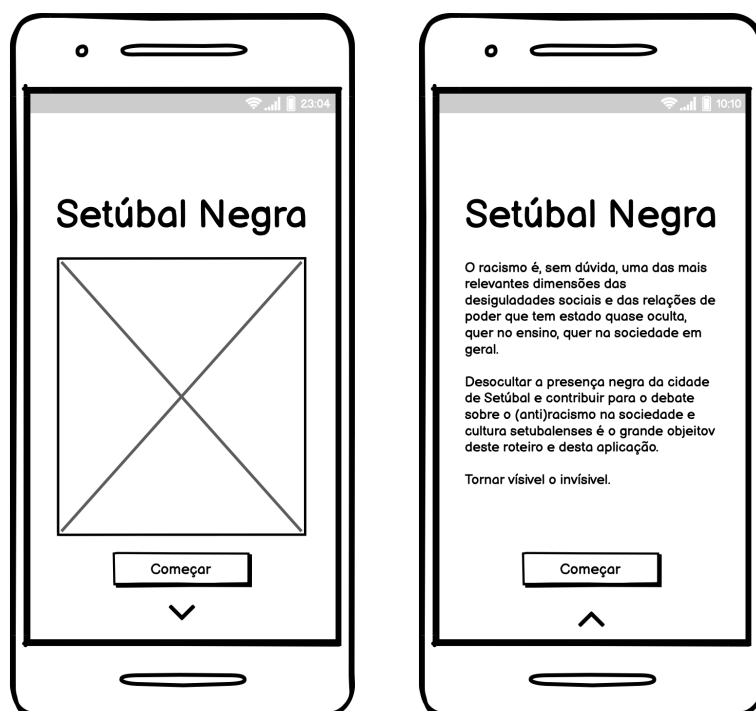 23:04
Setúbal Negra
Começar
10:10
Setúbal Negra
O racismo é, sem dúvida, uma das mais
relevantes dimensões das
desiguladades sociais e das relações de
poder que tem estado quase oculta,
quer no ensino, quer na sociedade em
geral.
Desocultar a presença negra da cidade
de Setúbal e contribuir para o debate
sobre o (anti)racismo na sociedade e
cultura setubalenses é o grande objeitov
deste roteiro e desta aplicação.
Tornar vísivel o invísivel.
Começar